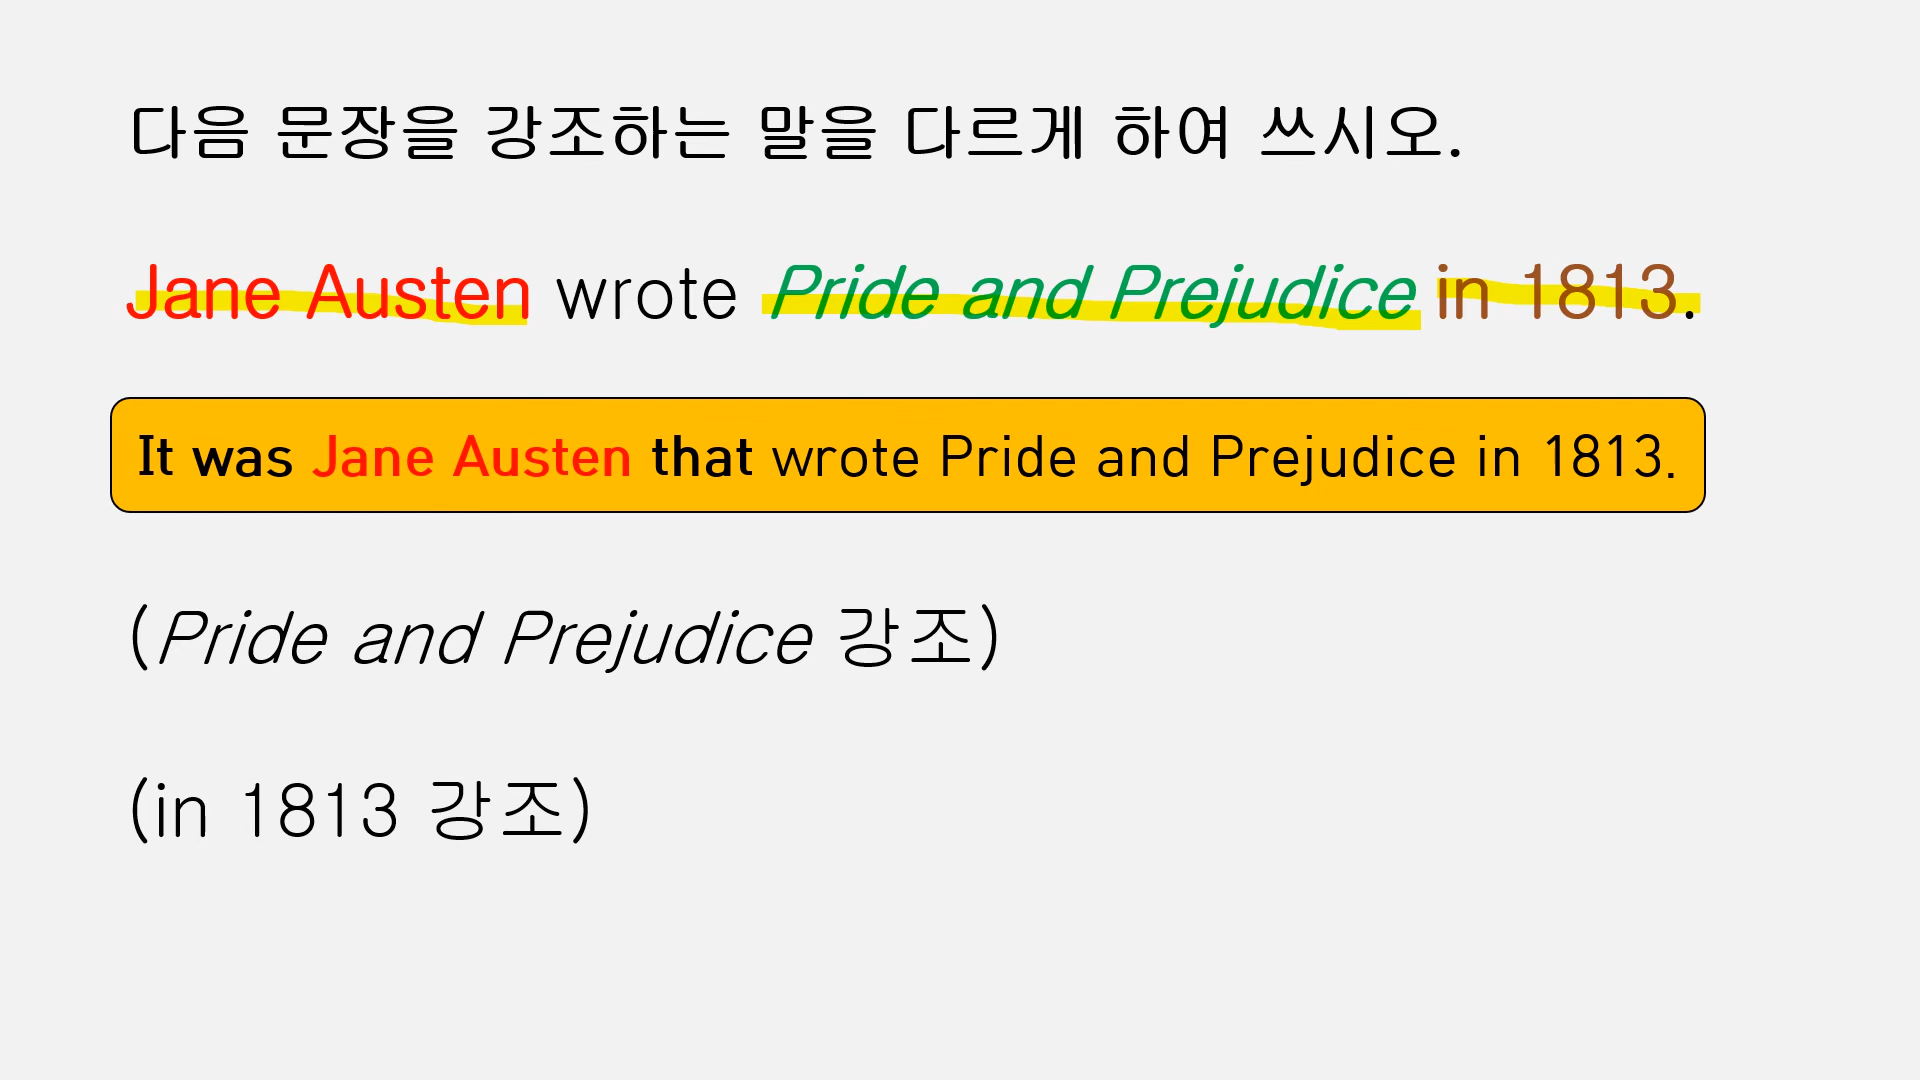 다음 문장을 강조하는 말을 다르게 하여 쓰시오.
Jane Austen wrote Pride and Prejudice in 1813.
It was Jane Austen that wrote Pride and Prejudice in 1813.
(Pride and Prejudice 강조)
(in 1813 강조)